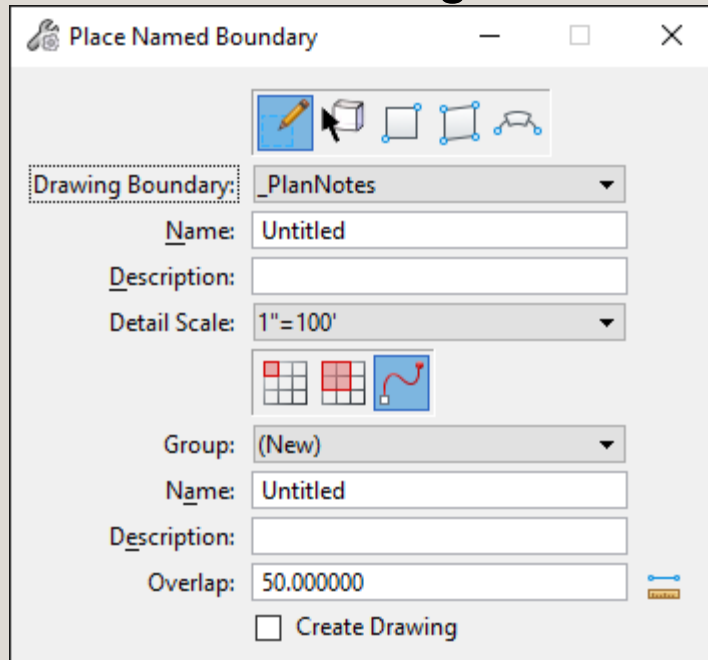 Place Named Boundary
Drawing Boundary: _PlanNotes
Name: Untitled
Description:
Detail Scale: 1"=100'
Group: (New)
Name: Untitled
Description:
Overlap: 50.000000
Create Drawing